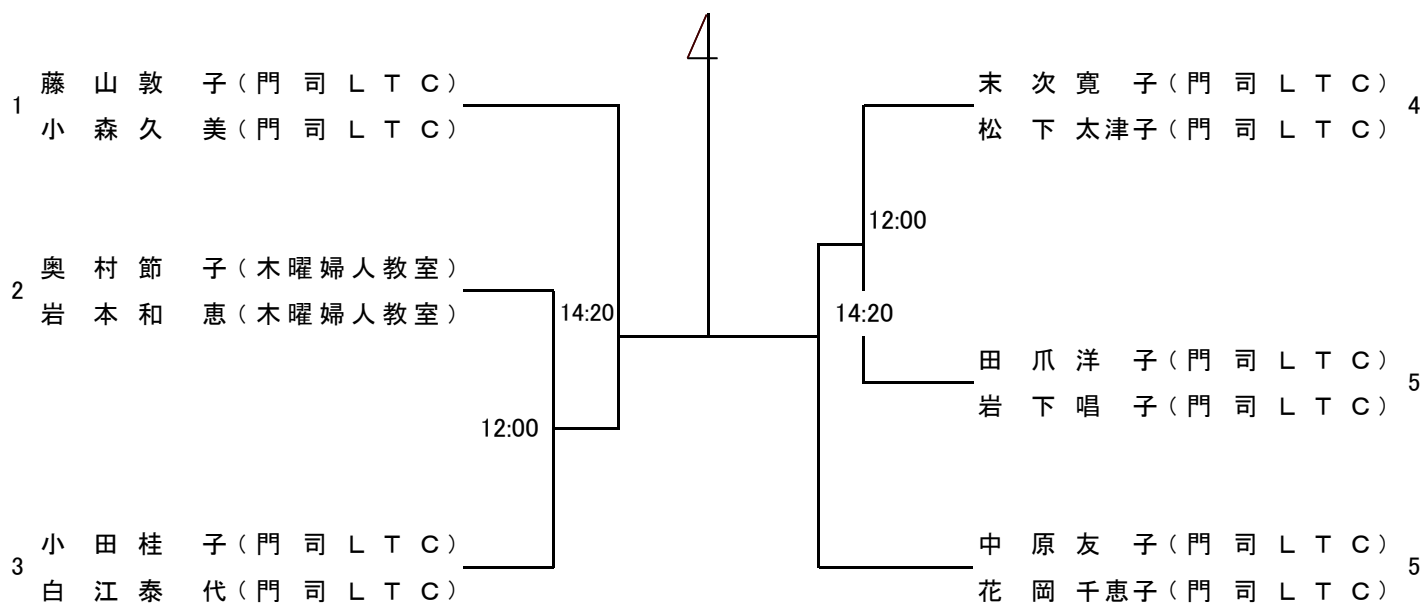 1
藤 山 敦 子 ( 門 司 L T C )
小 森 久 美 ( 門 司 L T C )
2
奥 村 節 子 ( 木 曜 婦 人 教 室 )
岩 本 和 恵 ( 木 曜 婦 人 教 室 )
14:20
12:00
3
小 田 桂 子 ( 門 司 L T C )
白 江 泰 代 ( 門 司 L T C )
末 次 寛 子 ( 門 司 L T C )
松 下 太津子 ( 門 司 L T C )
4
12:00
14:20
田 爪 洋 子 ( 門 司 L T C )
岩 下 唱 子 ( 門 司 L T C )
5
中 原 友 子 ( 門 司 L T C )
花 岡 千恵子 ( 門 司 L T C )
5